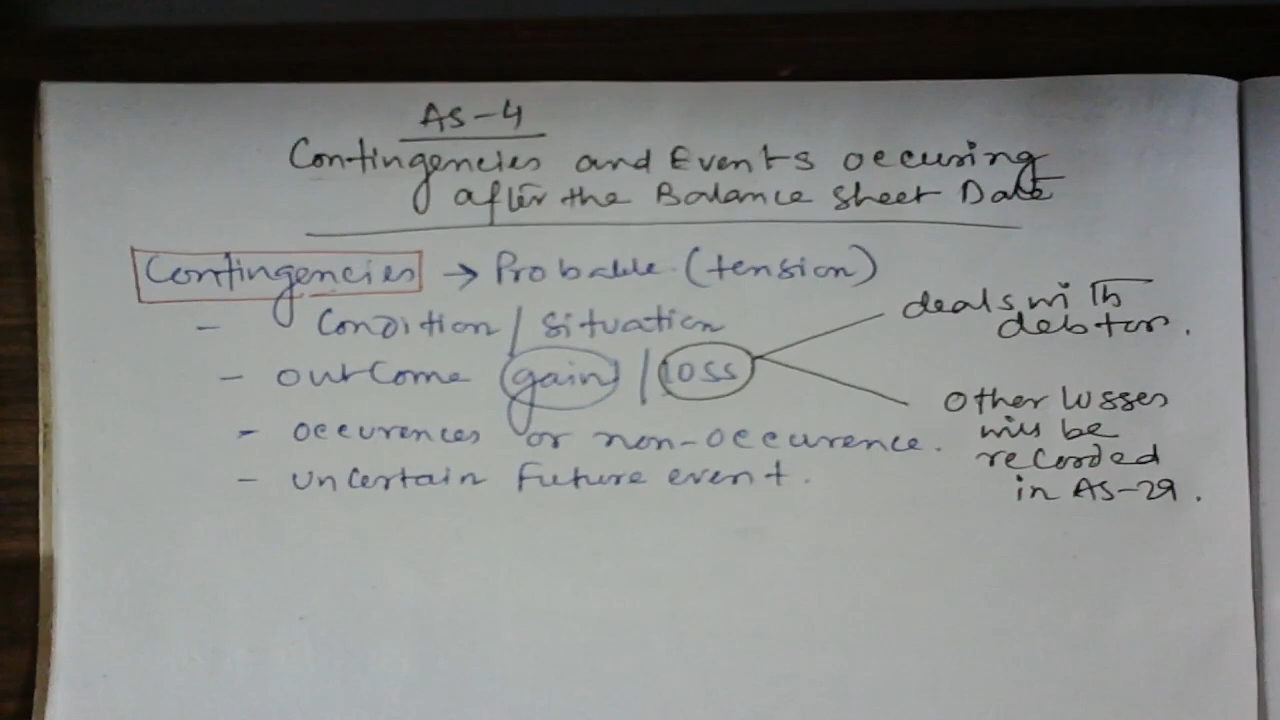 AS-4
Contingencies and Events occuring
after the Balance Sheet Date
Contingencies → Probable (tension)
- Condition / situation
- outcome gain / loss
- occurences or non-occurence.
- uncertain future event.
deals with
debtors.
Other losses
will be
recorded
in AS-29.